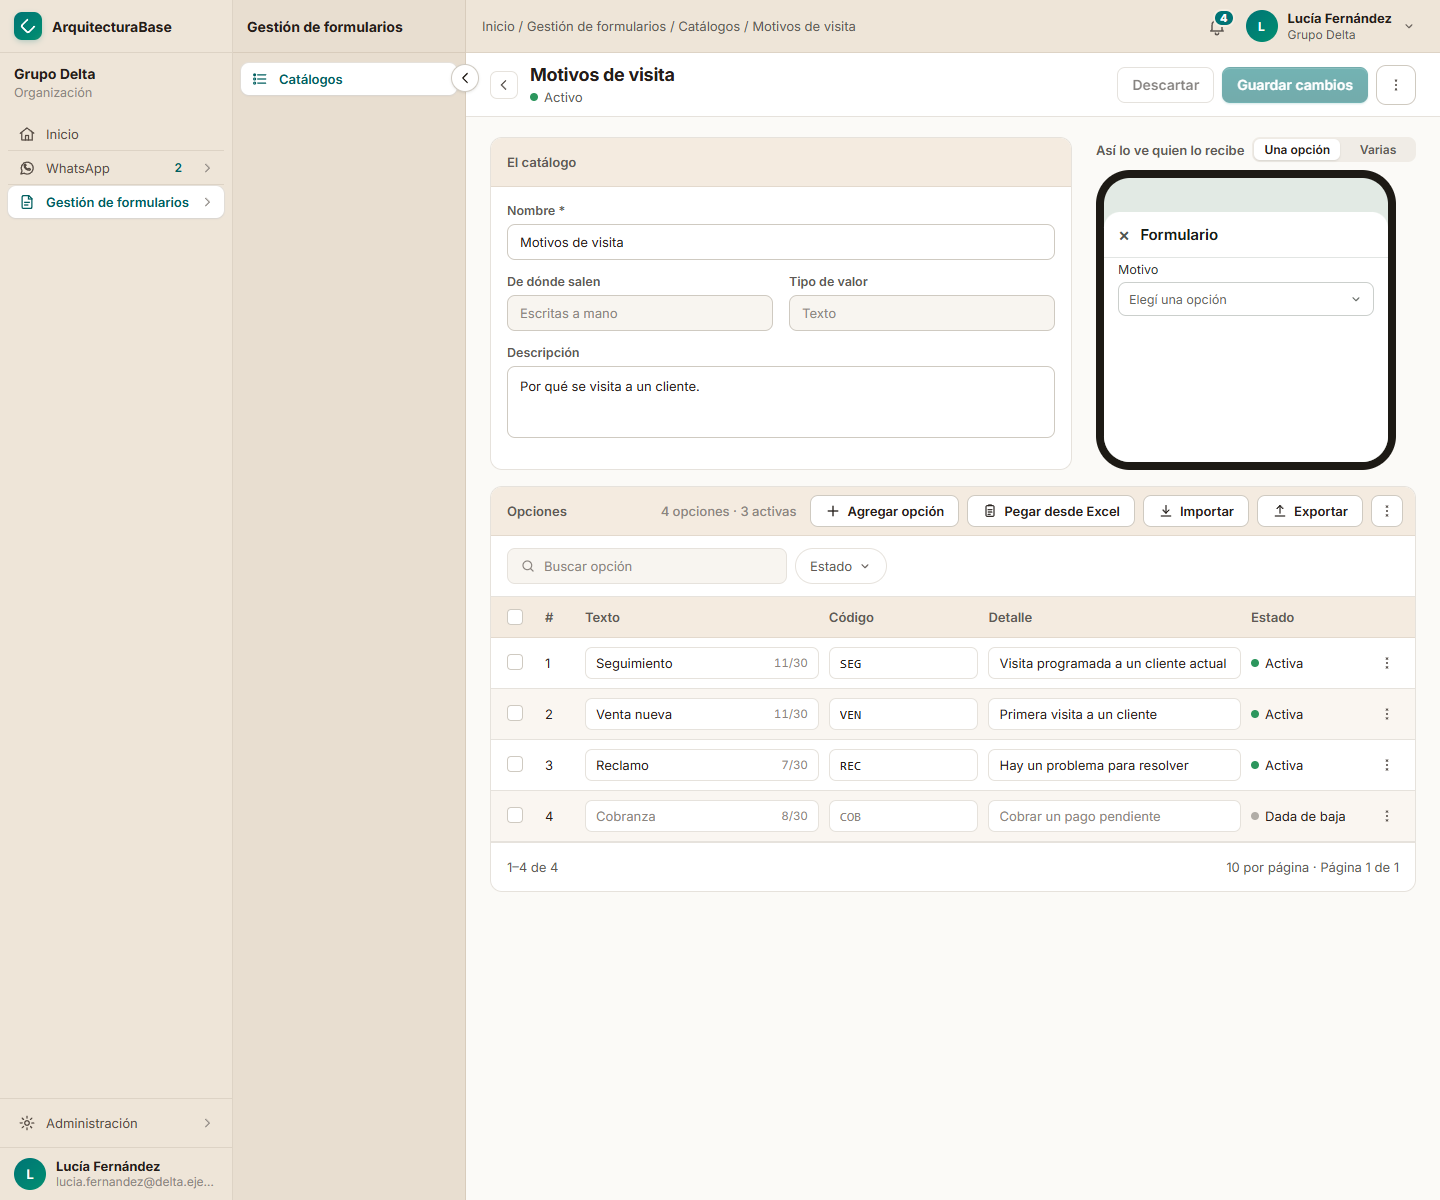 ArquitecturaBase
Grupo Delta
Organización
Inicio
WhatsApp 2
Gestión de formularios
Administración
L Lucía Fernández
lucia.fernandez@delta.eje...
Gestión de formularios
Catálogos
Inicio / Gestión de formularios / Catálogos / Motivos de visita
4
L Lucía Fernández
Grupo Delta
Motivos de visita
Activo
Descartar
Guardar cambios
El catálogo
Nombre *
Motivos de visita
De dónde salen
Tipo de valor
Escritas a mano
Texto
Descripción
Por qué se visita a un cliente.
Así lo ve quien lo recibe
Una opción
Varias
Formulario
Motivo
Elegí una opción
Opciones
4 opciones · 3 activas
Agregar opción
Pegar desde Excel
Importar
Exportar
Buscar opción
Estado
# Texto Código Detalle Estado
1 Seguimiento 11/30 SEG Visita programada a un cliente actual Activa
2 Venta nueva 11/30 VEN Primera visita a un cliente Activa
3 Reclamo 7/30 REC Hay un problema para resolver Activa
4 Cobranza 8/30 COB Cobrar un pago pendiente Dada de baja
1–4 de 4
10 por página · Página 1 de 1